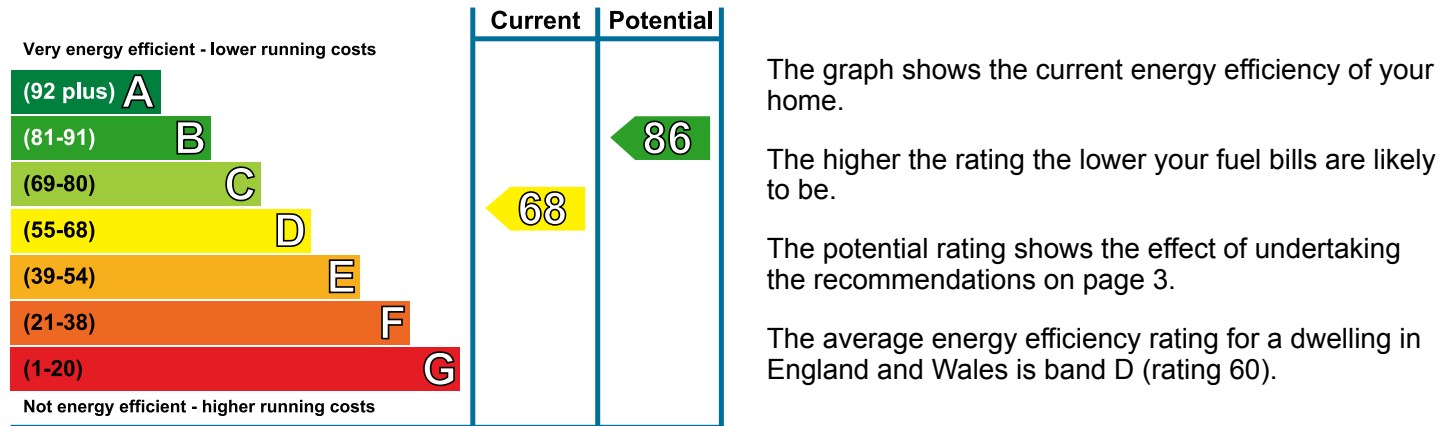 Current Potential
Very energy efficient - lower running costs
(92 plus) A
(81-91) B
86
(69-80) C
68
(55-68) D
(39-54) E
(21-38) F
(1-20) G
Not energy efficient - higher running costs
The graph shows the current energy efficiency of your
home.
The higher the rating the lower your fuel bills are likely
to be.
The potential rating shows the effect of undertaking
the recommendations on page 3.
The average energy efficiency rating for a dwelling in
England and Wales is band D (rating 60).